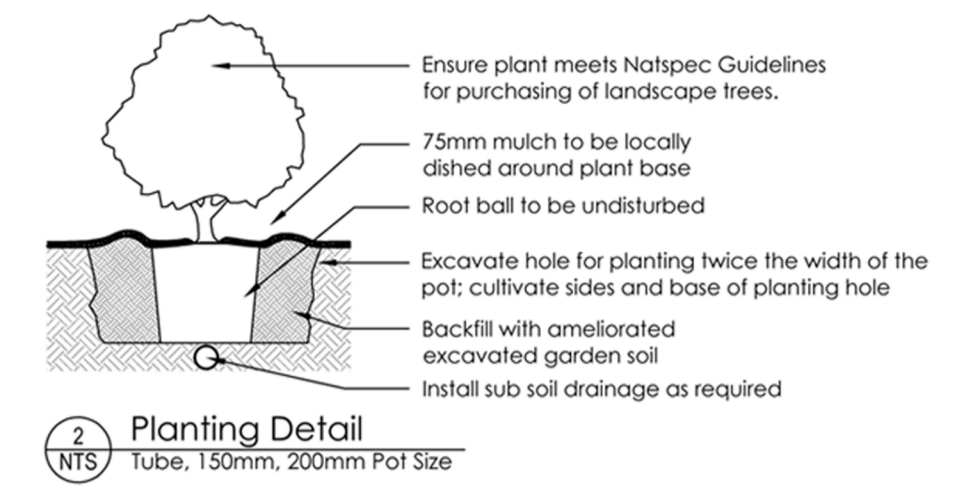 Ensure plant meets Natspec Guidelines
for purchasing of landscape trees.
75mm mulch to be locally
dished around plant base
Root ball to be undisturbed
Excavate hole for planting twice the width of the
pot; cultivate sides and base of planting hole
Backfill with ameliorated
excavated garden soil
Install sub soil drainage as required
2
NTS
Planting Detail
Tube, 150mm, 200mm Pot Size